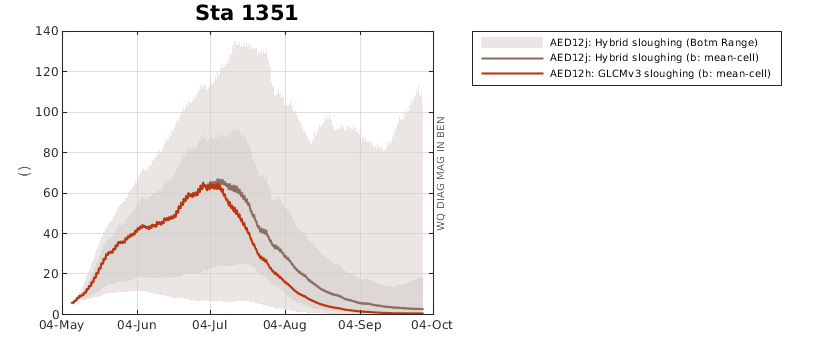 Sta 1351
140
120
100
80
60
40
20
0
()
04-May
04-Jun
04-Jul
04-Aug
04-Sep
04-Oct
WQ DIAG MAG IN BEN
AED12j: Hybrid sloughing (Botm Range)
AED12j: Hybrid sloughing (b: mean-cell)
AED12h: GLCMv3 sloughing (b: mean-cell)